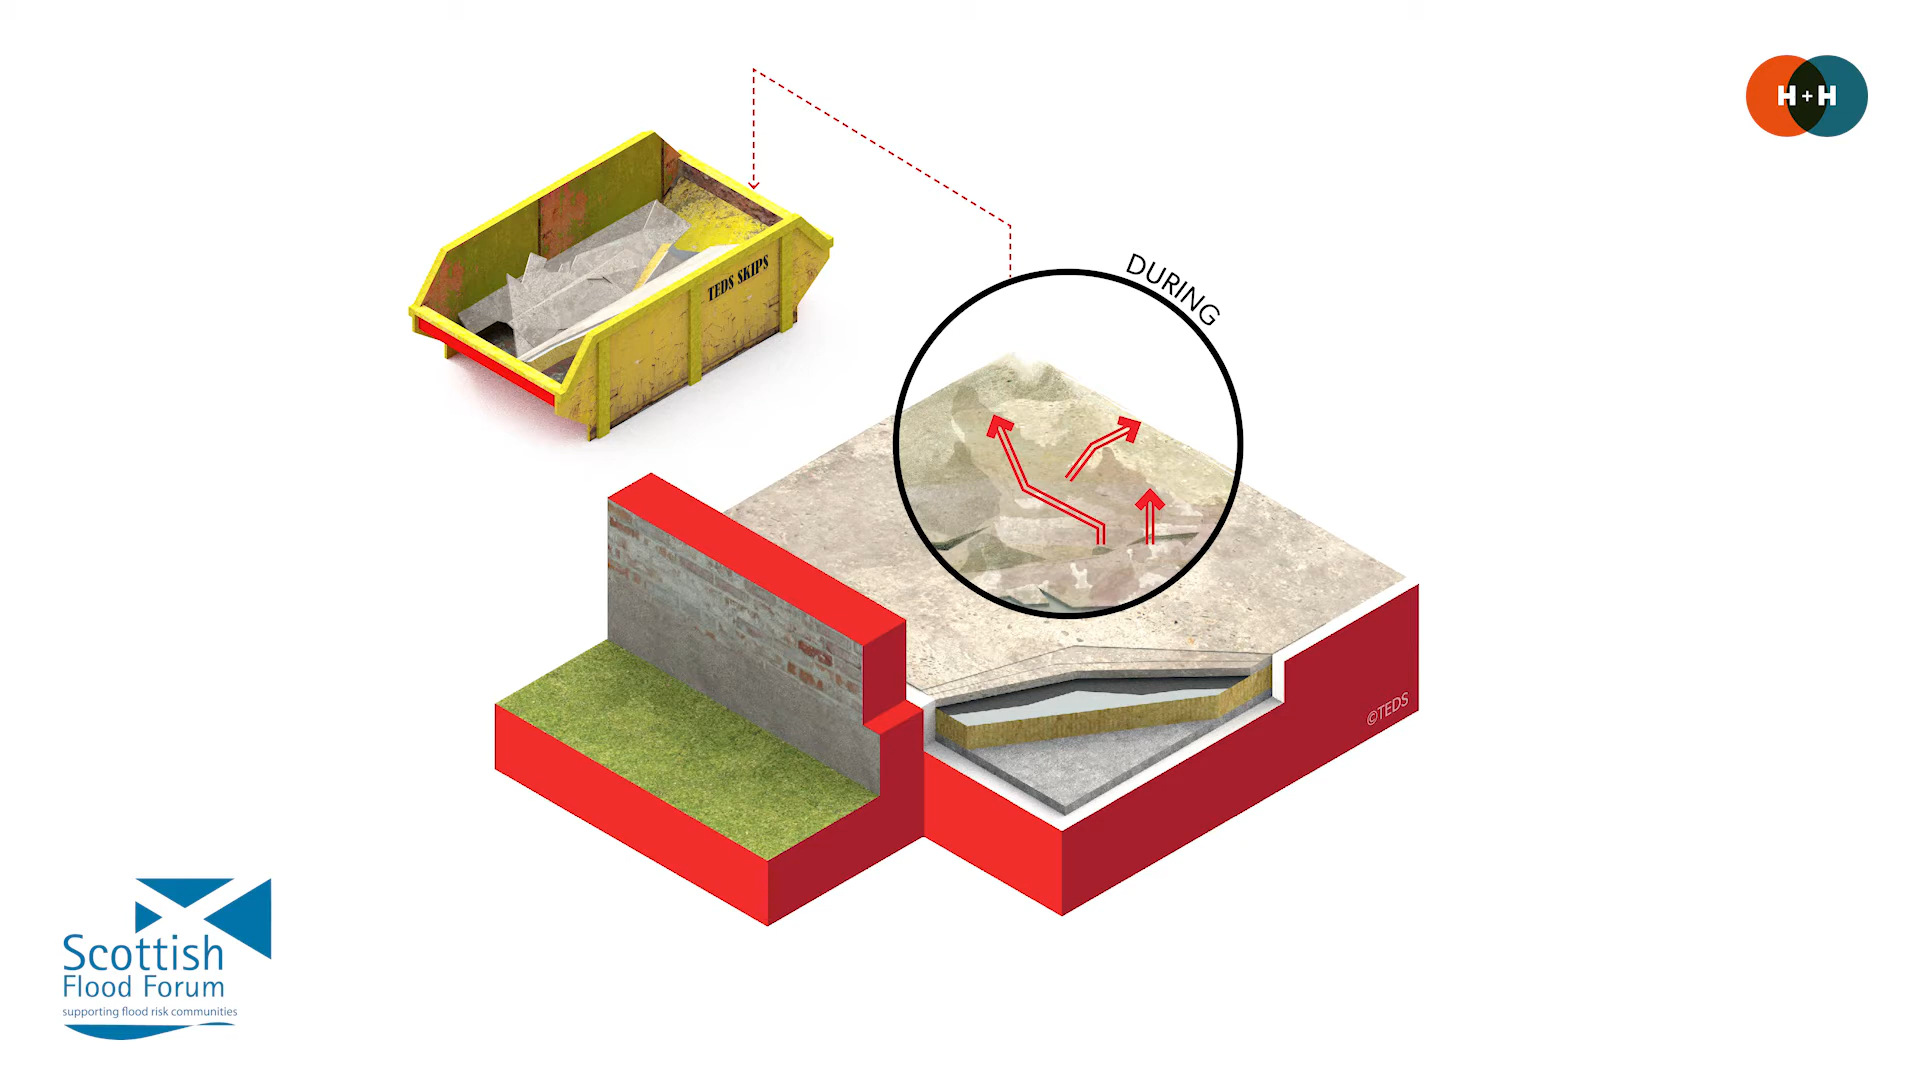 H+H
TEDS SKIPS
DURING
©TEDS
Scottish
Flood Forum
supporting flood risk communities